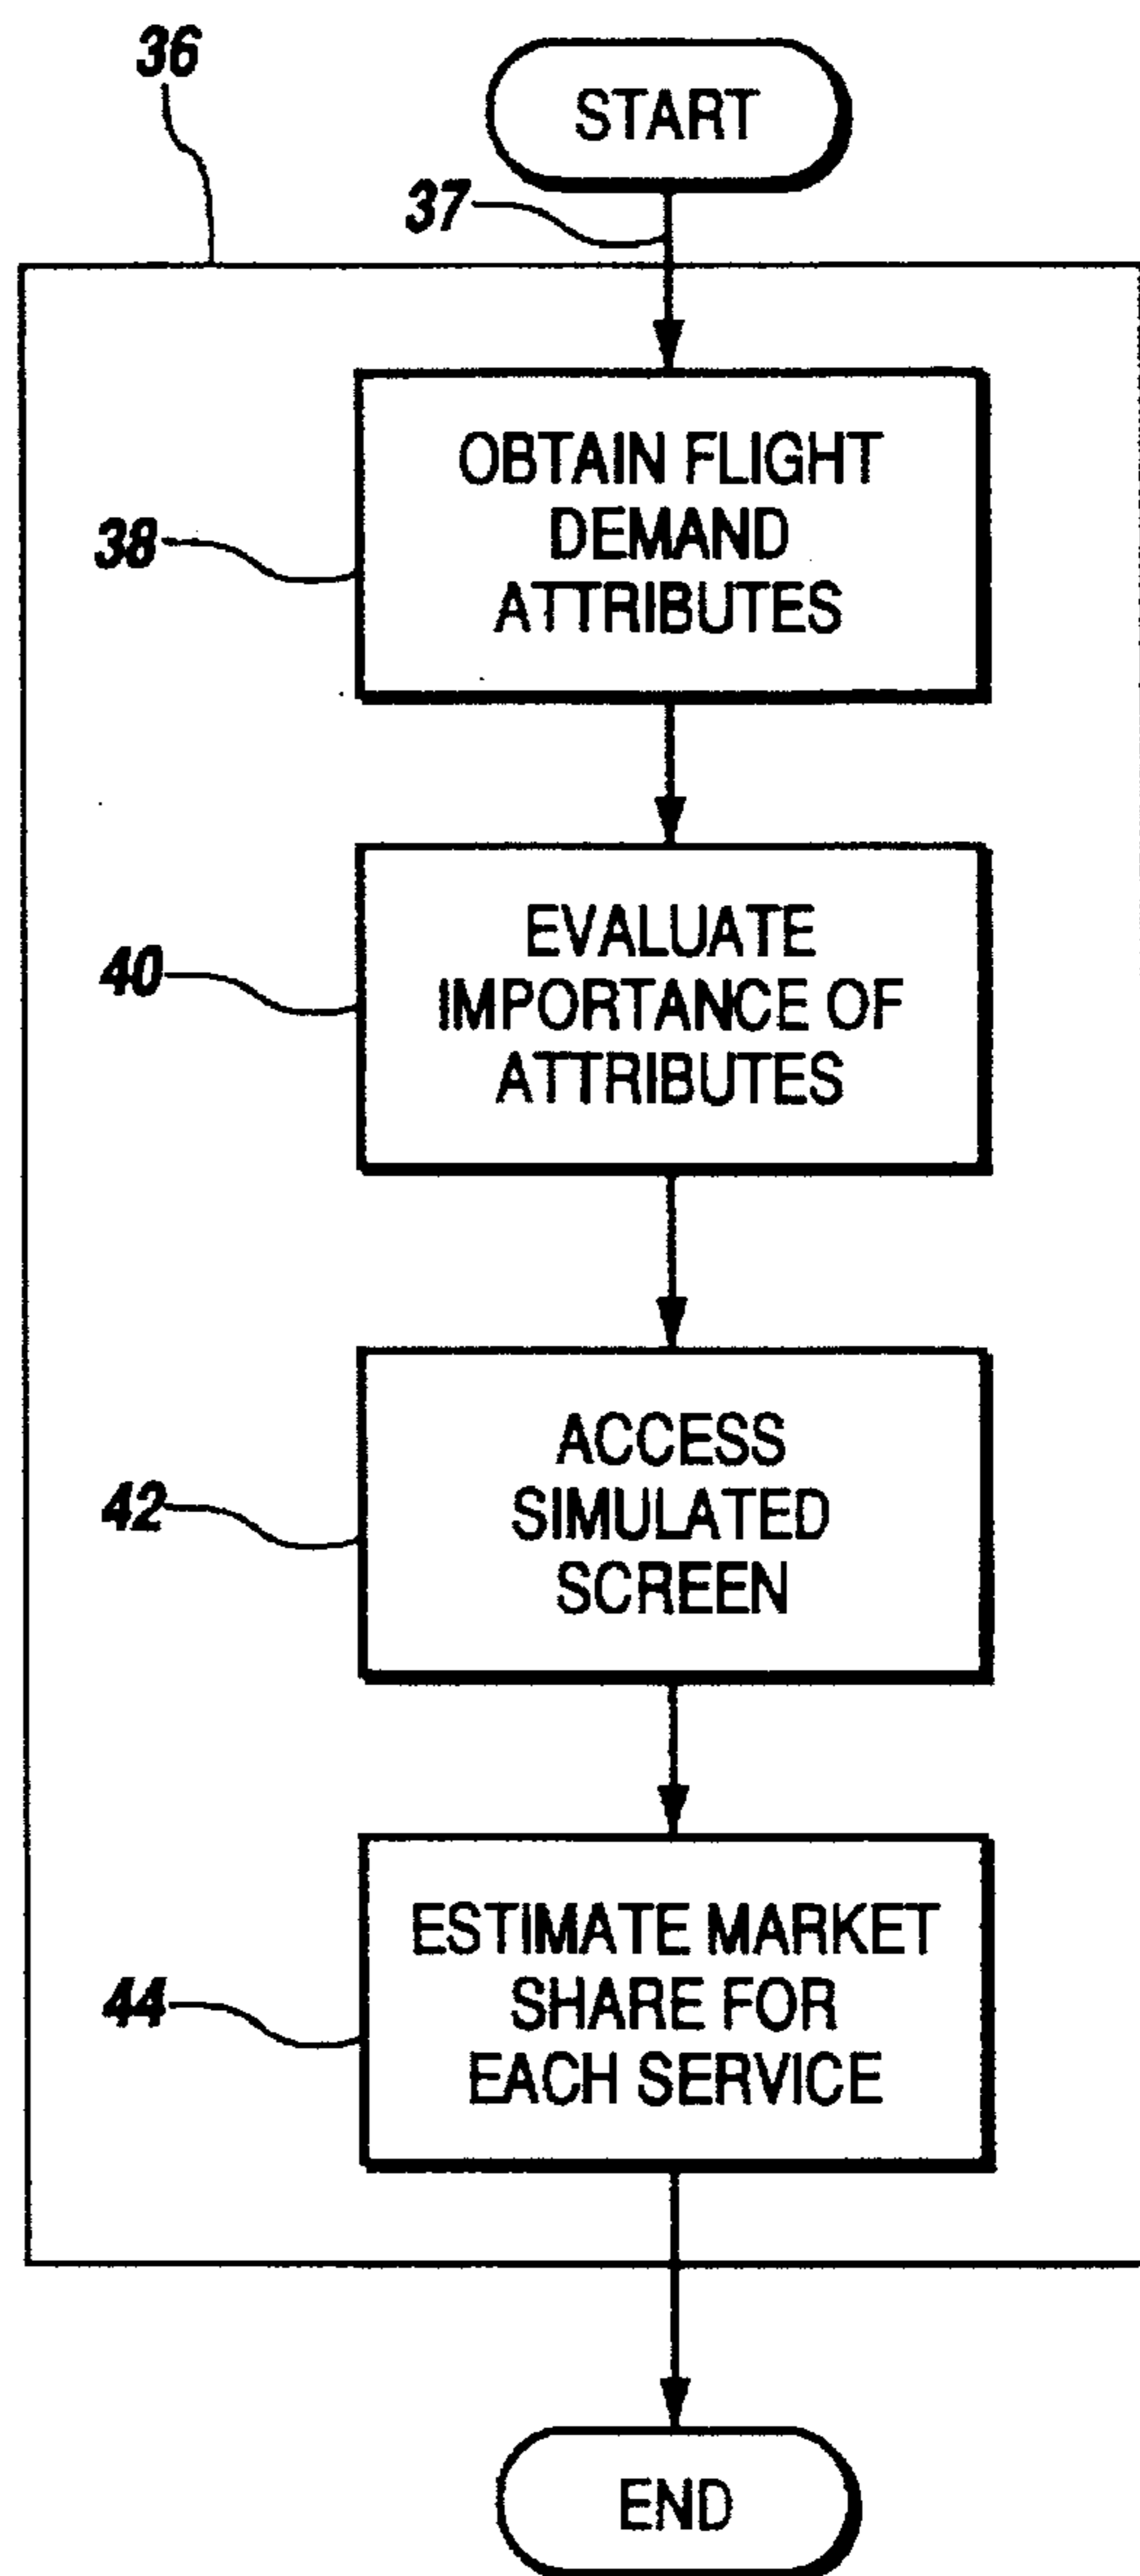 36
START
37
OBTAIN FLIGHT
DEMAND
ATTRIBUTES
38
EVALUATE
IMPORTANCE OF
ATTRIBUTES
40
ACCESS
SIMULATED
SCREEN
42
ESTIMATE MARKET
SHARE FOR
EACH SERVICE
44
END